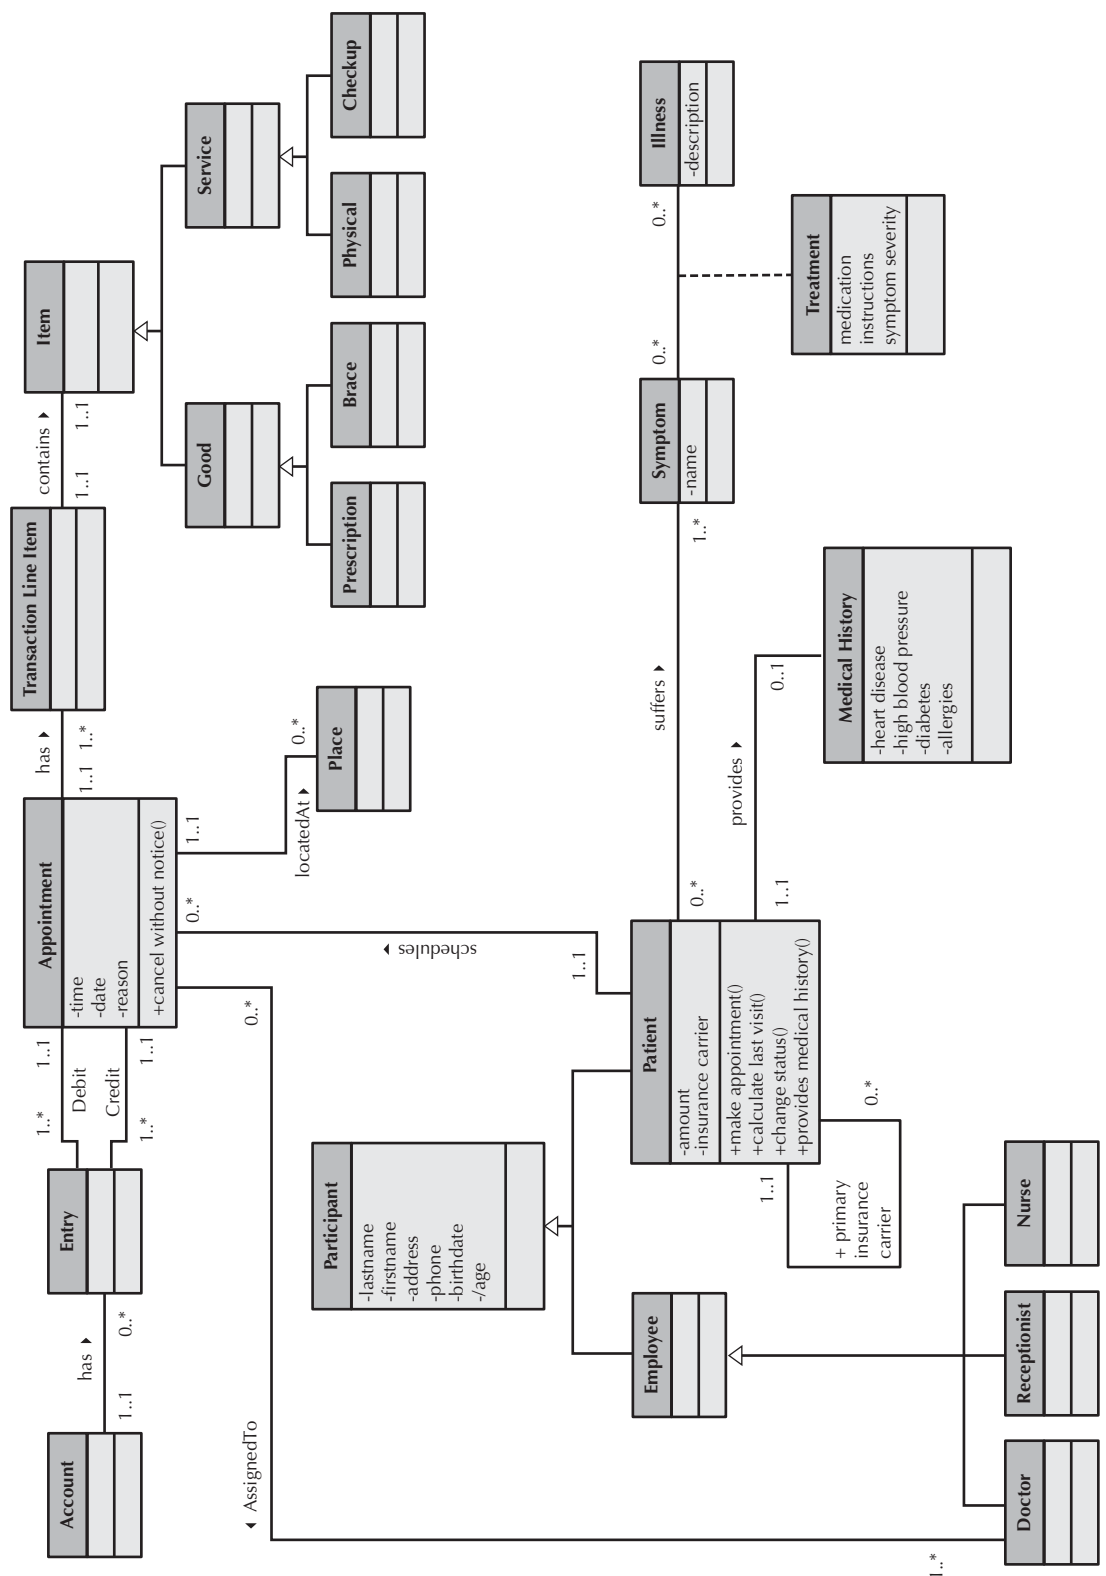 Account
has ▸
1..1
0..*
Entry
1..*
Debit
Credit
1..*
1..1
1..1
Appointment
-time
-date
-reason
+cancel without notice()
has ▸
1..1
1..*
Transaction Line Item
contains ▸
1..1
1..1
Item
Good
Service
Prescription
Brace
Physical
Checkup
1..1
locatedAt ▸
0..*
Place
0..*
schedules ▸
1..1
0..*
◂ AssignedTo
1..*
Participant
-lastname
-firstname
-address
-phone
-birthdate
-/age
Employee
Patient
-amount
-insurance carrier
+make appointment()
+calculate last visit()
+change status()
+provides medical history()
1..1
0..*
+ primary
insurance
carrier
0..*
suffers ▸
1..*
Symptom
-name
0..*
0..*
Illness
-description
Treatment
medication
instructions
symptom severity
1..1
provides ▸
0..1
Medical History
-heart disease
-high blood pressure
-diabetes
-allergies
Doctor
Receptionist
Nurse